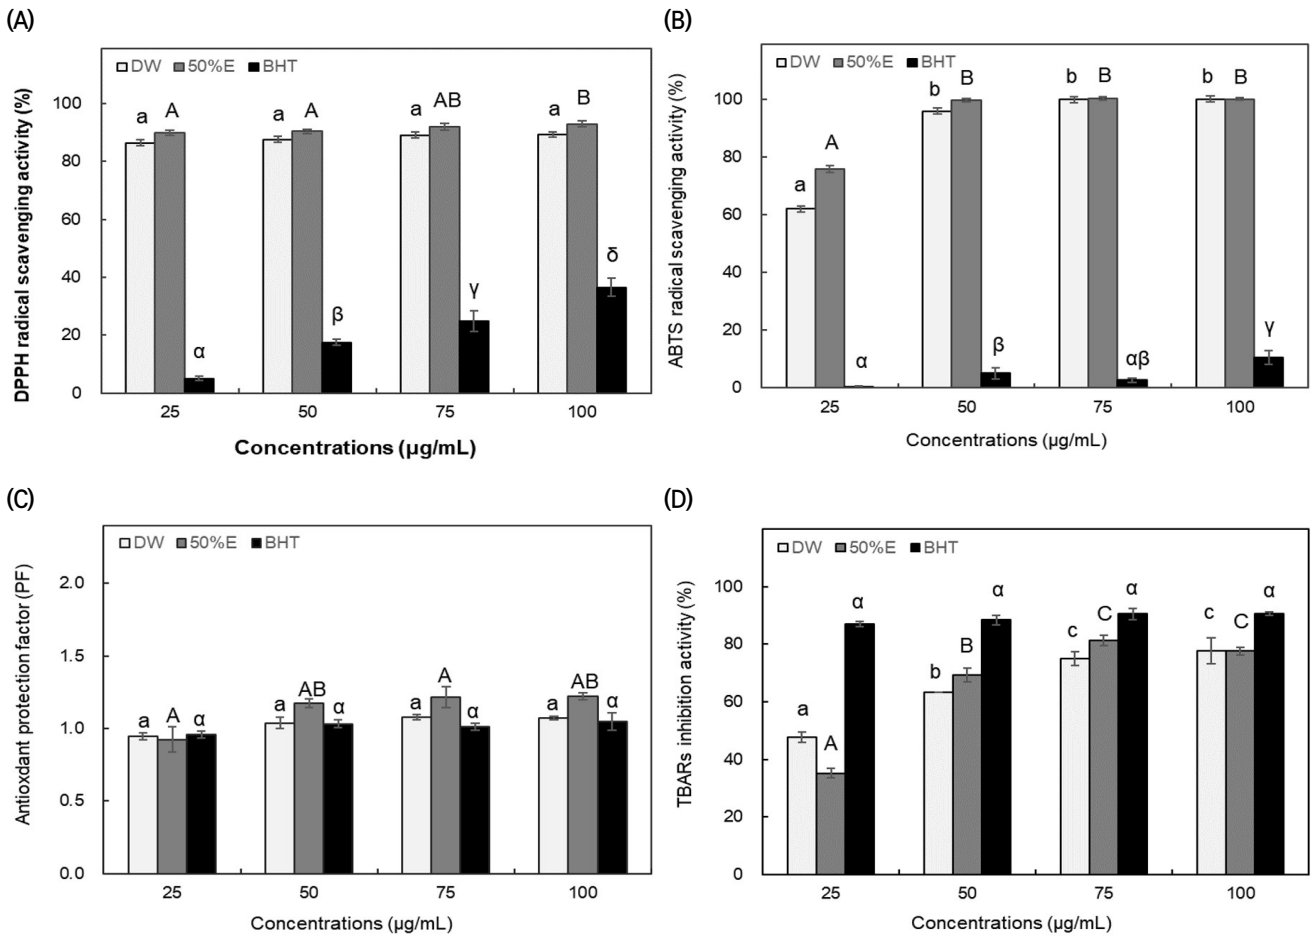 (A)
DW 50%E BHT
DPPH radical scavenging activity (%)
100
80
60
40
20
0
a A α
a A β
a AB γ
a B δ
25 50 75 100
Concentrations (µg/mL)
(B)
DW 50%E BHT
ABTS radical scavenging activity (%)
100
80
60
40
20
0
a A α
b B β
b B αβ
b B γ
25 50 75 100
Concentrations (µg/mL)
(C)
DW 50%E BHT
Antioxdant protection factor (PF)
2.0
1.5
1.0
0.5
0.0
a A α
a AB α
a A α
a AB α
25 50 75 100
Concentrations (µg/mL)
(D)
DW 50%E BHT
TBARs inhibition activity (%)
100
80
60
40
20
0
a A α
b B α
c C α
c C α
25 50 75 100
Concentrations (µg/mL)